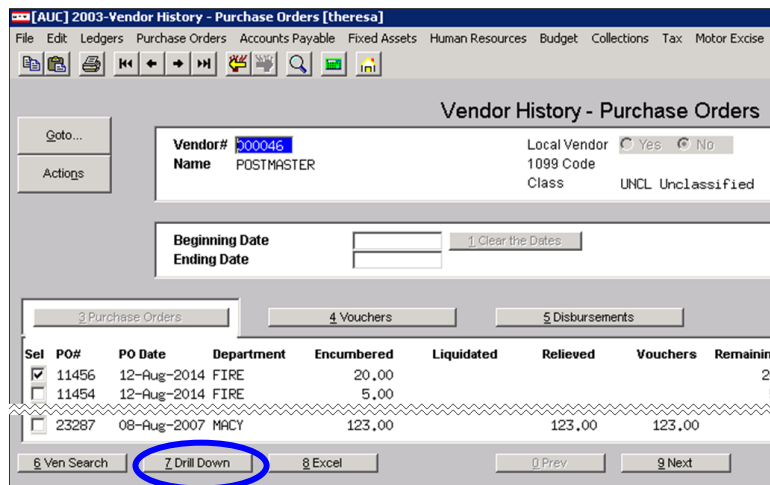 [AUC] 2003-Vendor History - Purchase Orders [theresa]
File Edit Ledgers Purchase Orders Accounts Payable Fixed Assets Human Resources Budget Collections Tax Motor Excise
Vendor History - Purchase Orders
Goto...
Actions
Vendor# 000046
Name POSTMASTER
Local Vendor Yes No
1099 Code
Class UNCL Unclassified
Beginning Date 1 Clear the Dates
Ending Date
3 Purchase Orders 4 Vouchers 5 Disbursements
Sel PO# PO Date Department Encumbered Liquidated Relieved Vouchers Remainin
11456 12-Aug-2014 FIRE 20.00 2
11454 12-Aug-2014 FIRE 5.00
23287 08-Aug-2007 MACY 123.00 123.00 123.00
6 Ven Search 7 Drill Down 8 Excel 0 Prev 9 Next